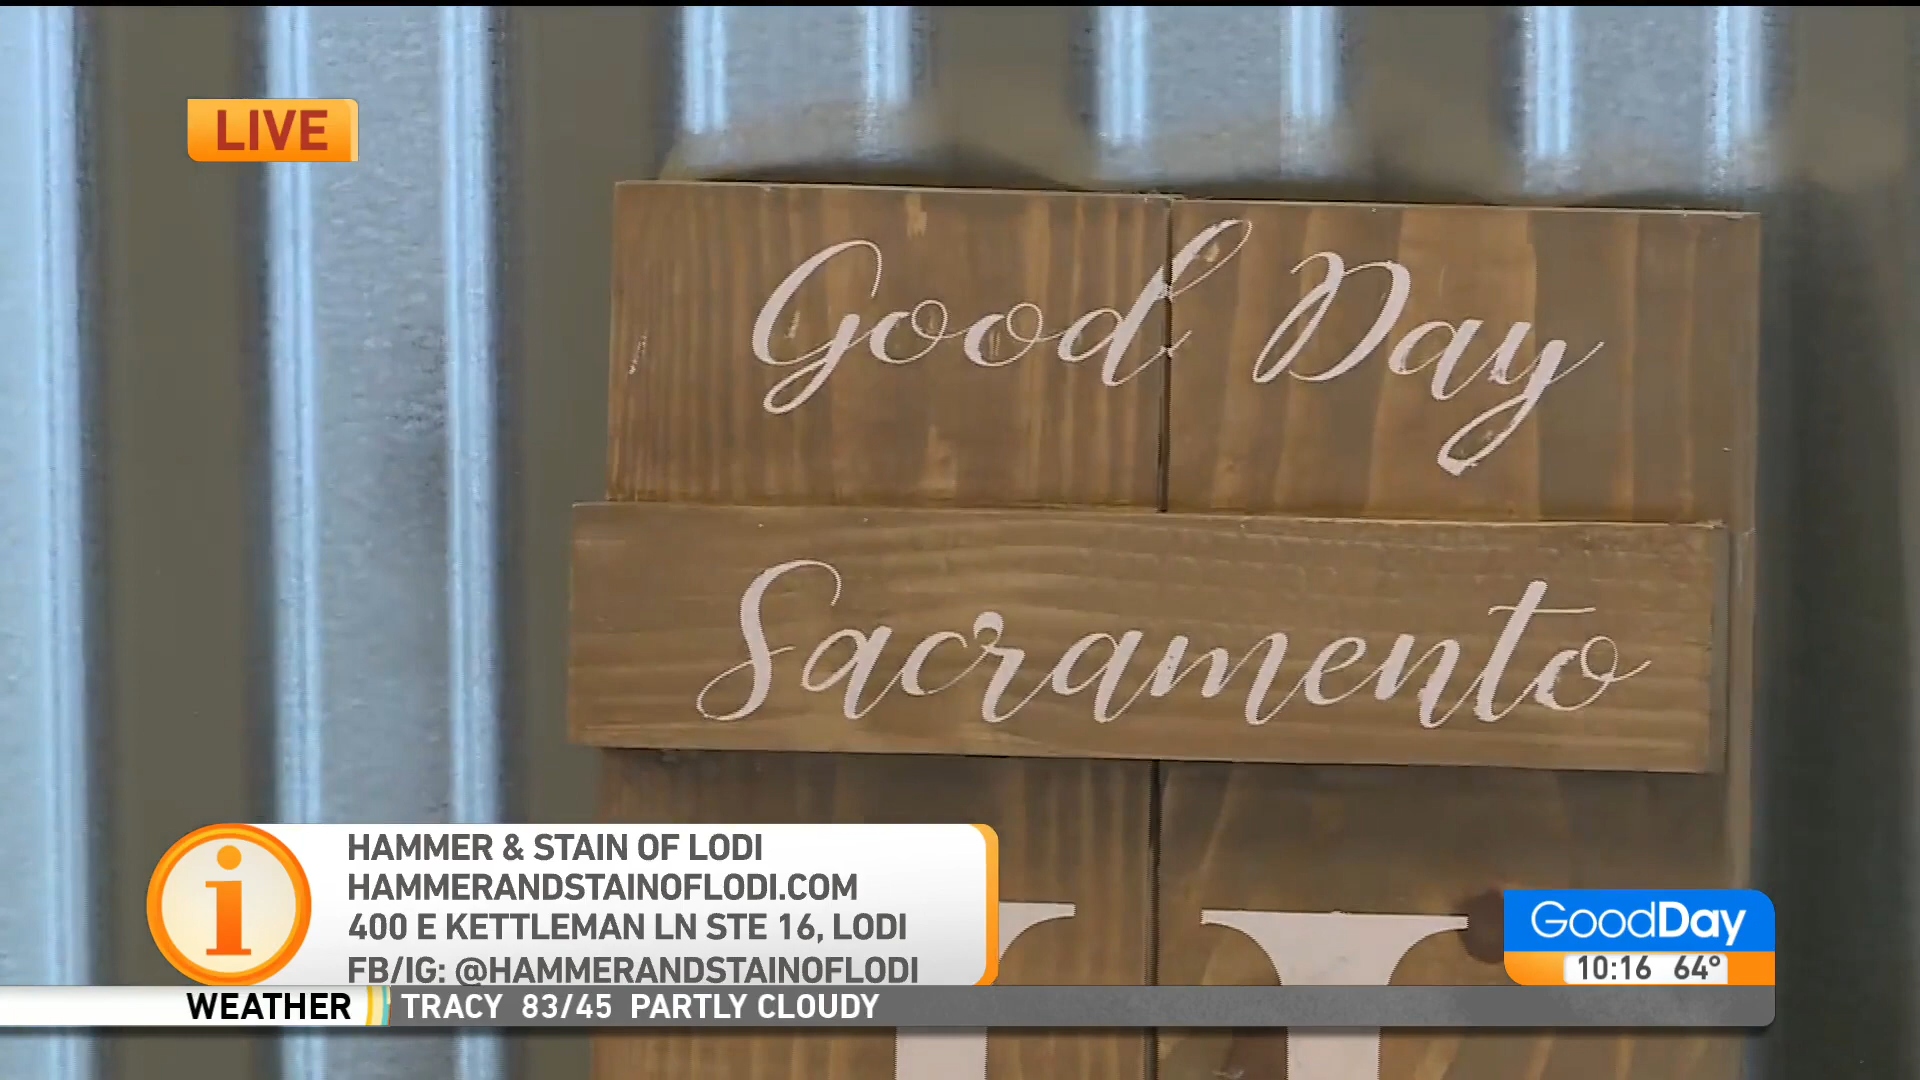 LIVE
Good Day
Sacramento
HAMMER & STAIN OF LODI
HAMMERANDSTAINOFLODI.COM
400 E KETTLEMAN LN STE 16, LODI
FB/IG: @HAMMERANDSTAINOFLODI
GoodDay
10:16 64°
WEATHER TRACY 83/45 PARTLY CLOUDY